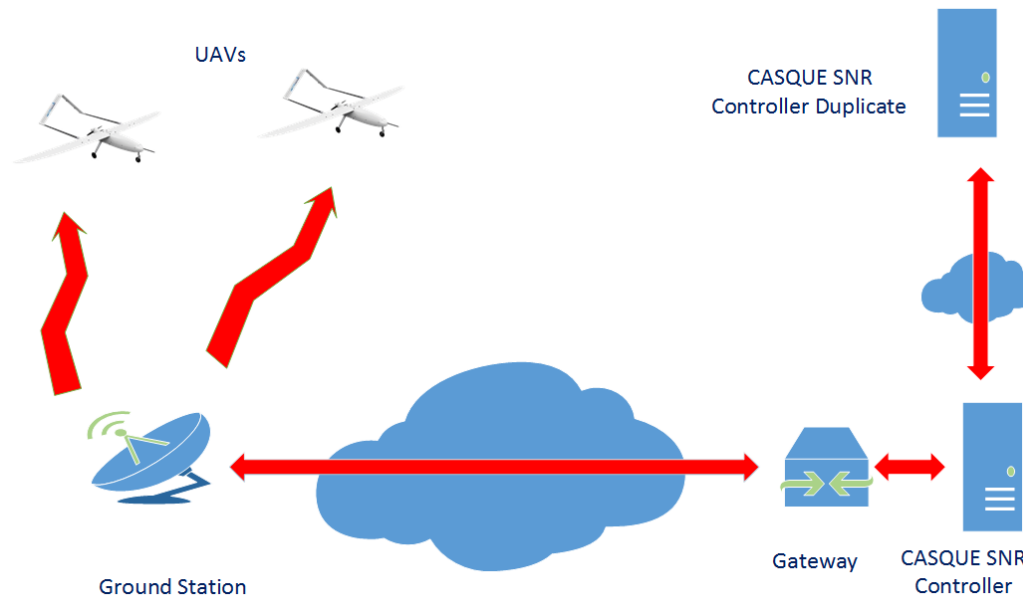 UAVs
CASQUE SNR
Controller Duplicate
Gateway
CASQUE SNR
Controller
Ground Station